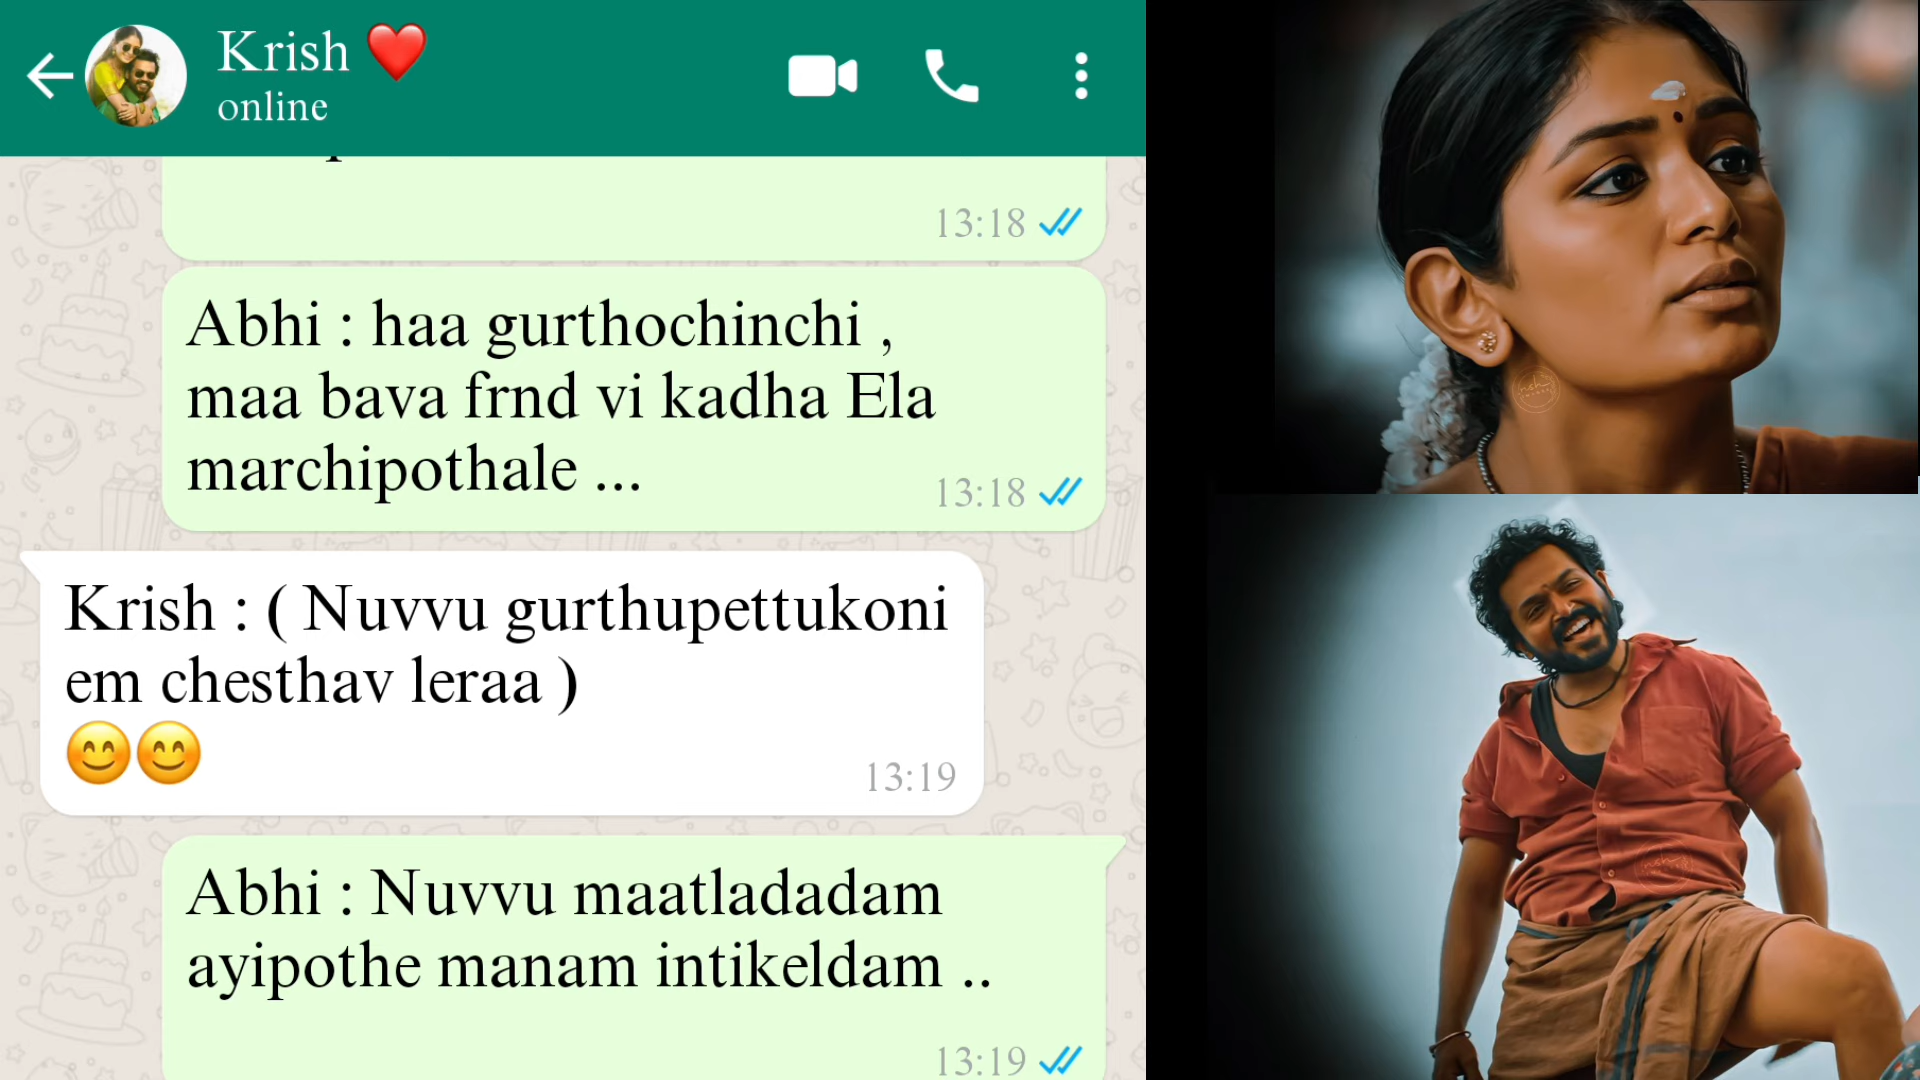 Krish ❤️
online
13:18
Abhi : haa gurthochinchi ,
maa bava frnd vi kadha Ela
marchipothale ...
13:18
Krish : ( Nuvvu gurthupettukoni
em chesthav leraa )
😊😊
13:19
Abhi : Nuvvu maatladadam
ayipothe manam intikeldam ..
13:19